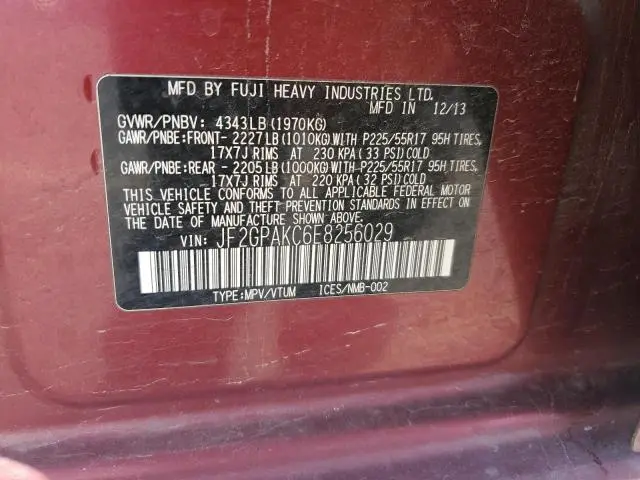 MFD BY FUJI HEAVY INDUSTRIES LTD.
MFD IN 12/13
GVWR/PNBV: 4343LB(1970KG)
GAWR/PNBE:FRONT- 2227LB(1010KG)WITH P225/55R17 95H TIRES,
17X7J RIMS AT 230 KPA(33 PSI)COLD
GAWR/PNBE:REAR - 2205LB(1000KG)WITH P225/55R17 95H TIRES,
17X7J RIMS AT 220 KPA(32 PSI)COLD
THIS VEHICLE CONFORMS TO ALL APPLICABLE FEDERAL MOTOR
VEHICLE SAFETY AND BUMPER STANDARDS IN EFFECT ON
THE DATE OF MANUFACTURE SHOWN ABOVE.
VIN: JF2GPAKC6E8256029
TYPE:MPV/VTUM ICES/NMB-002